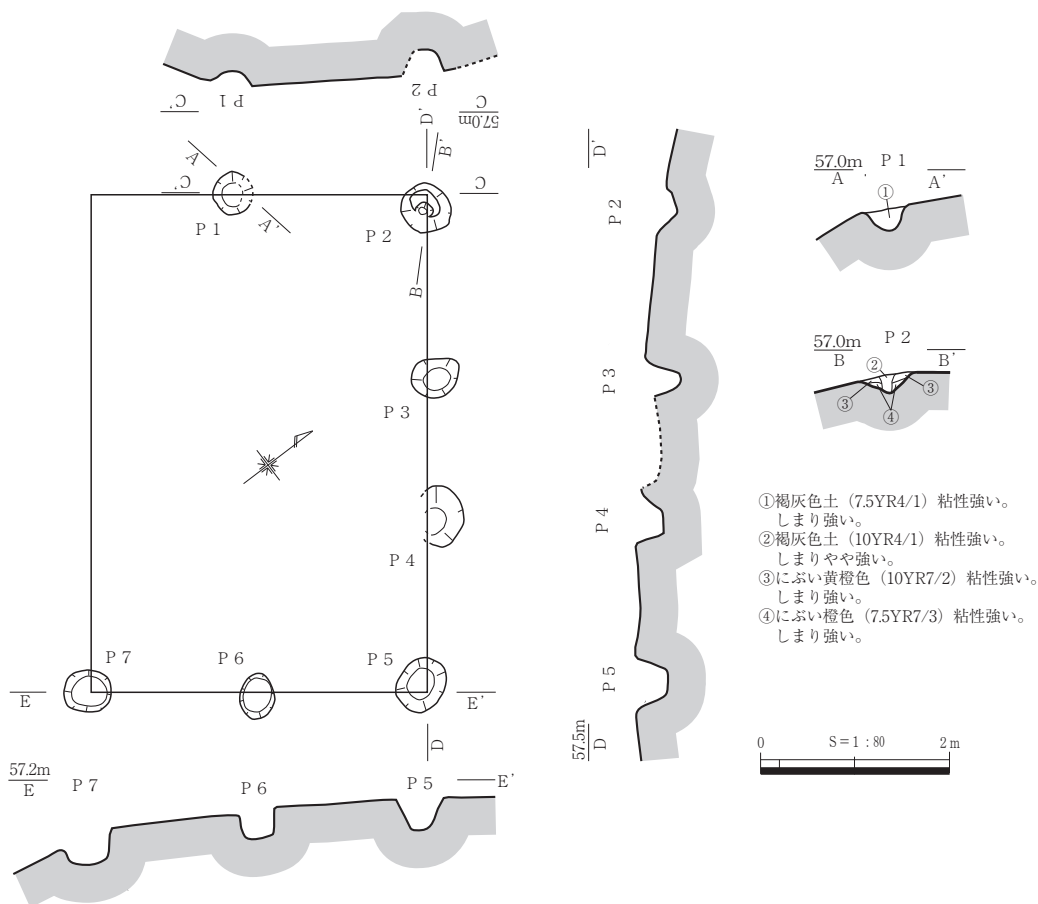 C' P 1 P 2 C
57.0m
D'
B'
A
C' C
P 1 A' P 2
B
P 3
P 4
P 7 P 6 P 5
E E'
D
57.2m
E P 7 P 6 P 5 E'
D'
P 2
P 3
P 4
P 5
57.5m
D
57.0m P 1
A A'
①
57.0m P 2
B B'
②
③ ③
④
①褐灰色土（7.5YR4/1）粘性強い。
しまり強い。
②褐灰色土（10YR4/1）粘性強い。
しまりやや強い。
③にぶい黄橙色（10YR7/2）粘性強い。
しまり強い。
④にぶい橙色（7.5YR7/3）粘性強い。
しまり強い。
0 S＝1：80 2m